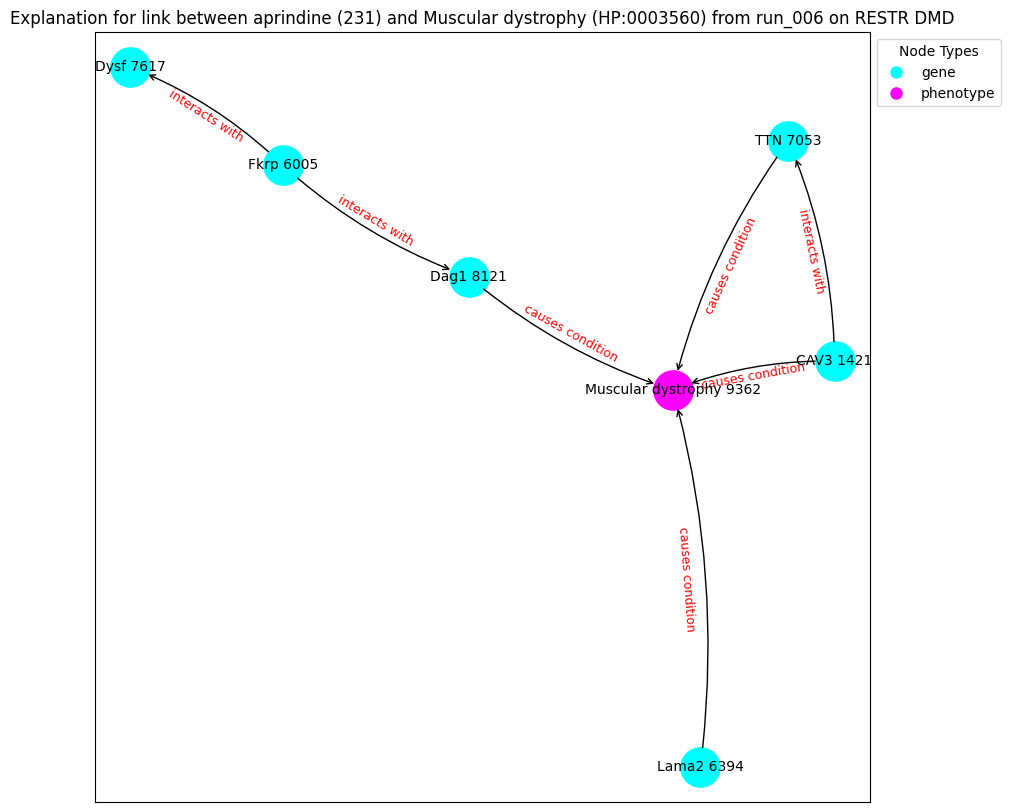 Explanation for link between aprindine (231) and Muscular dystrophy (HP:0003560) from run_006 on RESTR DMD
Node Types
gene
phenotype
Dysf 7617
interacts with
Fkrp 6005
interacts with
Dag1 8121
causes condition
TTN 7053
interacts with
causes condition
CAV3 1421
causes condition
Muscular dystrophy 9362
causes condition
Lama2 6394